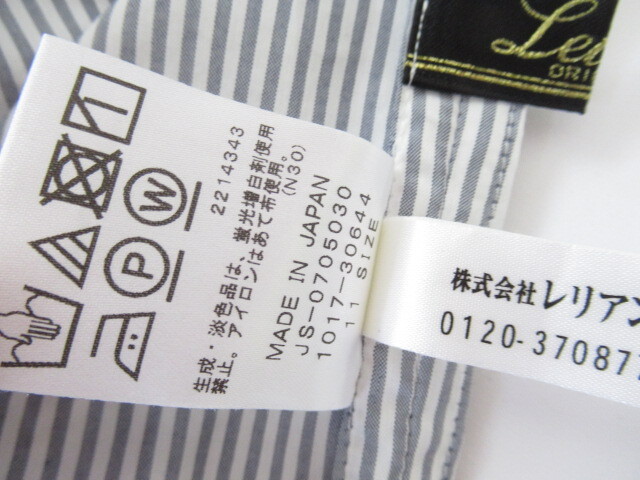 Le
ORI
W
P
2214343
生成・淡色品は、蛍光増白剤使用
禁止。アイロンはあて布使用。
(N30)
MADE IN JAPAN
JS-0705030
1017-30644
11 SIZE
株式会社レリアン
0120-37087